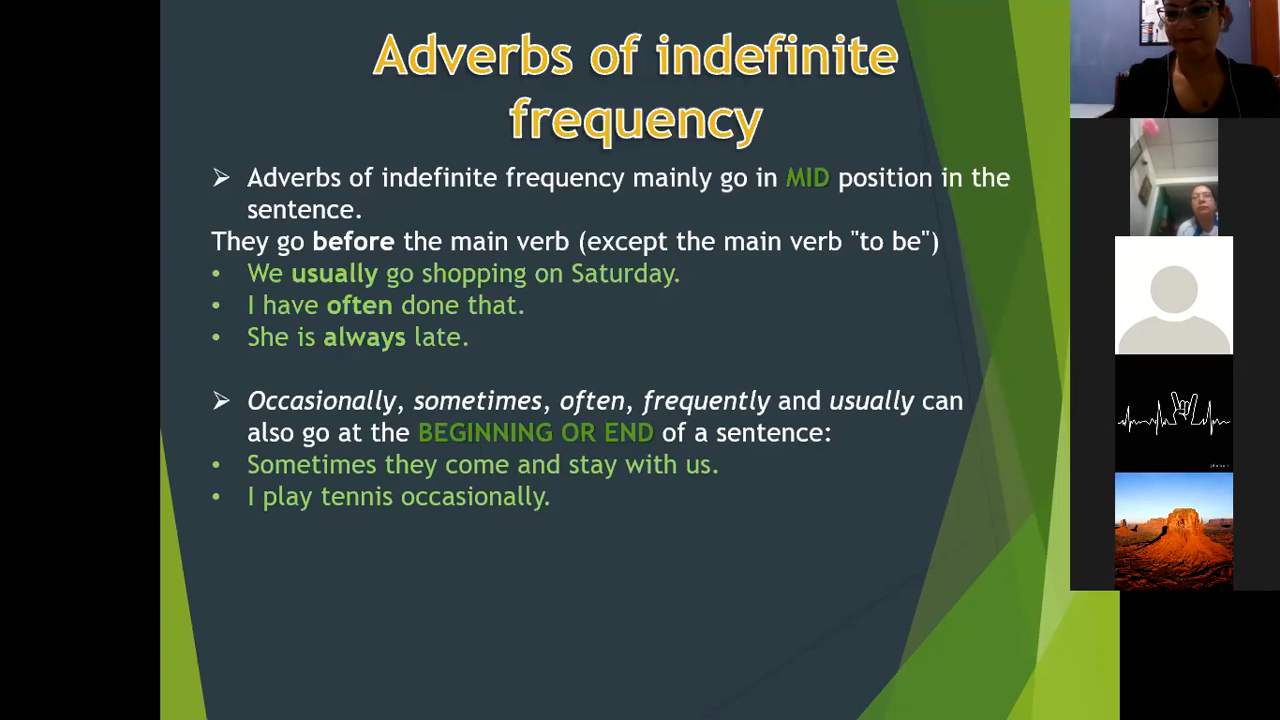 Adverbs of indefinite
frequency
➢ Adverbs of indefinite frequency mainly go in MID position in the
sentence.
They go before the main verb (except the main verb "to be")
• We usually go shopping on Saturday.
• I have often done that.
• She is always late.
➢ Occasionally, sometimes, often, frequently and usually can
also go at the BEGINNING OR END of a sentence:
• Sometimes they come and stay with us.
• I play tennis occasionally.